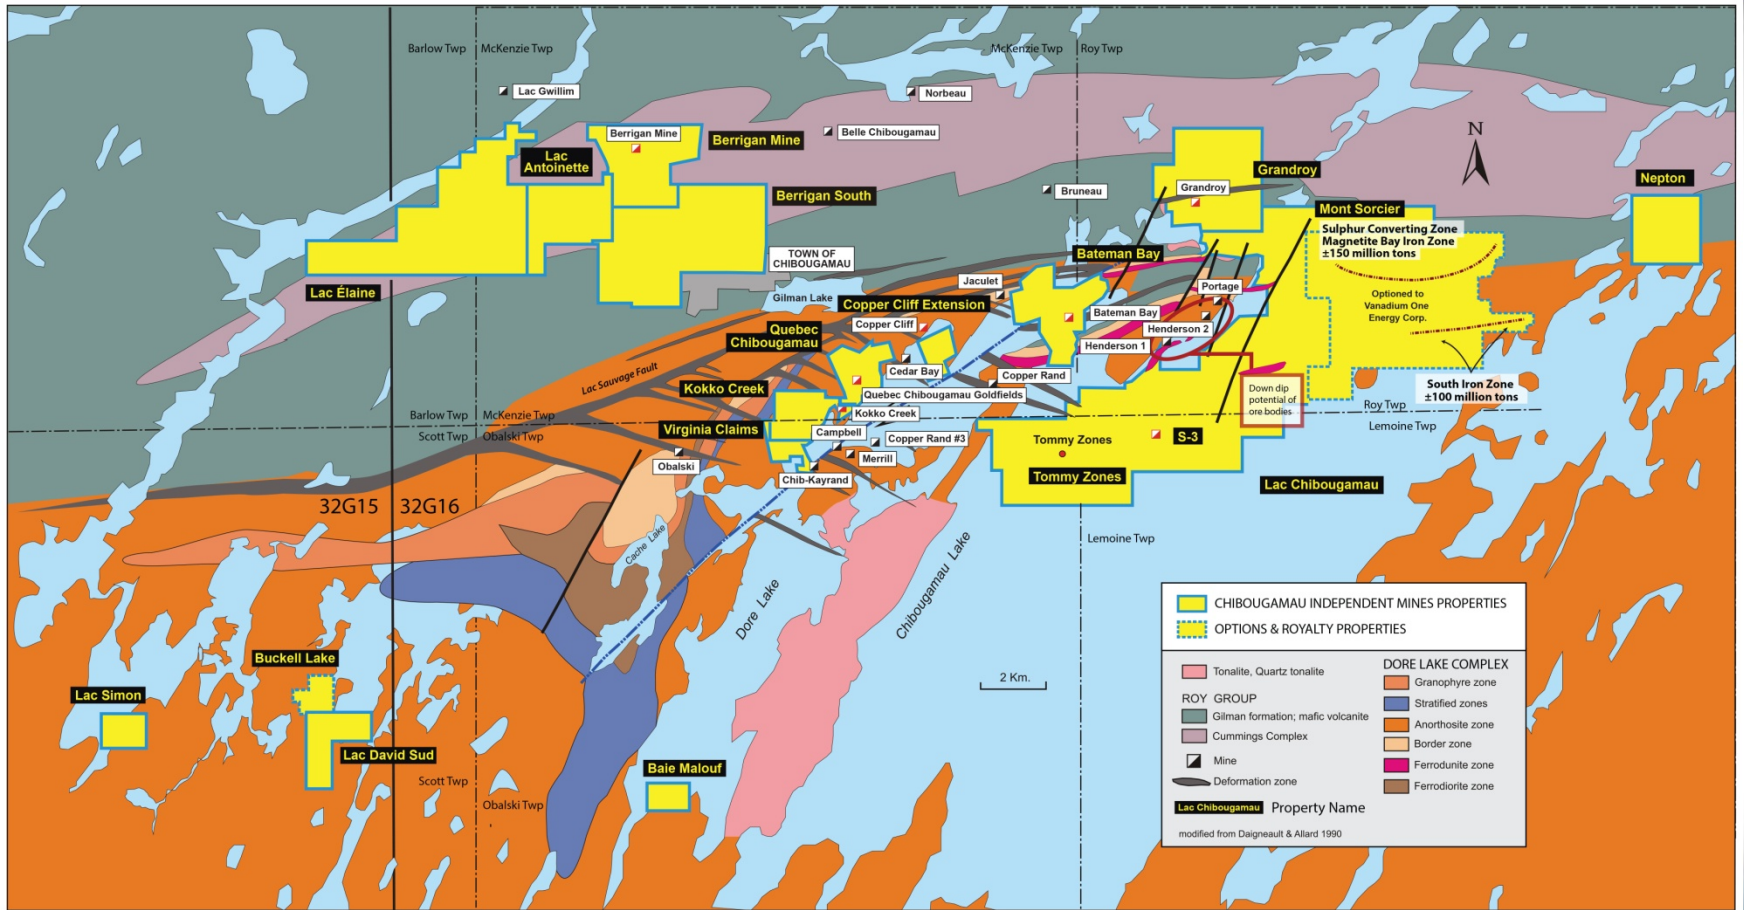 Barlow Twp
McKenzie Twp
McKenzie Twp
Roy Twp
Lac Gwillim
Norbeau
Berrigan Mine
Berrigan Mine
Belle Chibougamau
Lac
Antoinette
N
Grandroy
Nepton
Berrigan South
Bruneau
Grandroy
Mont Sorcier
Sulphur Converting Zone
Magnetite Bay Iron Zone
±150 million tons
TOWN OF
CHIBOUGAMAU
Bateman Bay
Lac Élaine
Gilman Lake
Jaculet
Portage
Optioned to
Vanadium One
Energy Corp.
Copper Cliff Extension
Bateman Bay
Copper Cliff
Henderson 2
Quebec
Chibougamau
Henderson 1
Lac Sauvage Fault
Cedar Bay
Copper Rand
Kokko Creek
Quebec Chibougamau Goldfields
Down dip
potential of
ore bodies
South Iron Zone
±100 million tons
Barlow Twp
McKenzie Twp
Kokko Creek
Roy Twp
Scott Twp
Obalski Twp
Virginia Claims
Campbell
Copper Rand #3
Lemoine Twp
Tommy Zones
S-3
Obalski
Merrill
Chib-Kayrand
Tommy Zones
Lac Chibougamau
32G15
32G16
Cache Lake
Lemoine Twp
Dore Lake
Chibougamau Lake
CHIBOUGAMAU INDEPENDENT MINES PROPERTIES
OPTIONS & ROYALTY PROPERTIES
Buckell Lake
Lac Simon
2 Km.
Tonalite, Quartz tonalite
ROY GROUP
Gilman formation; mafic volcanite
Cummings Complex
Mine
Deformation zone
Lac Chibougamau
Property Name
modified from Daigneault & Allard 1990
DORE LAKE COMPLEX
Granophyre zone
Stratified zones
Anorthosite zone
Border zone
Ferrodunite zone
Ferrodiorite zone
Lac David Sud
Baie Malouf
Scott Twp
Obalski Twp